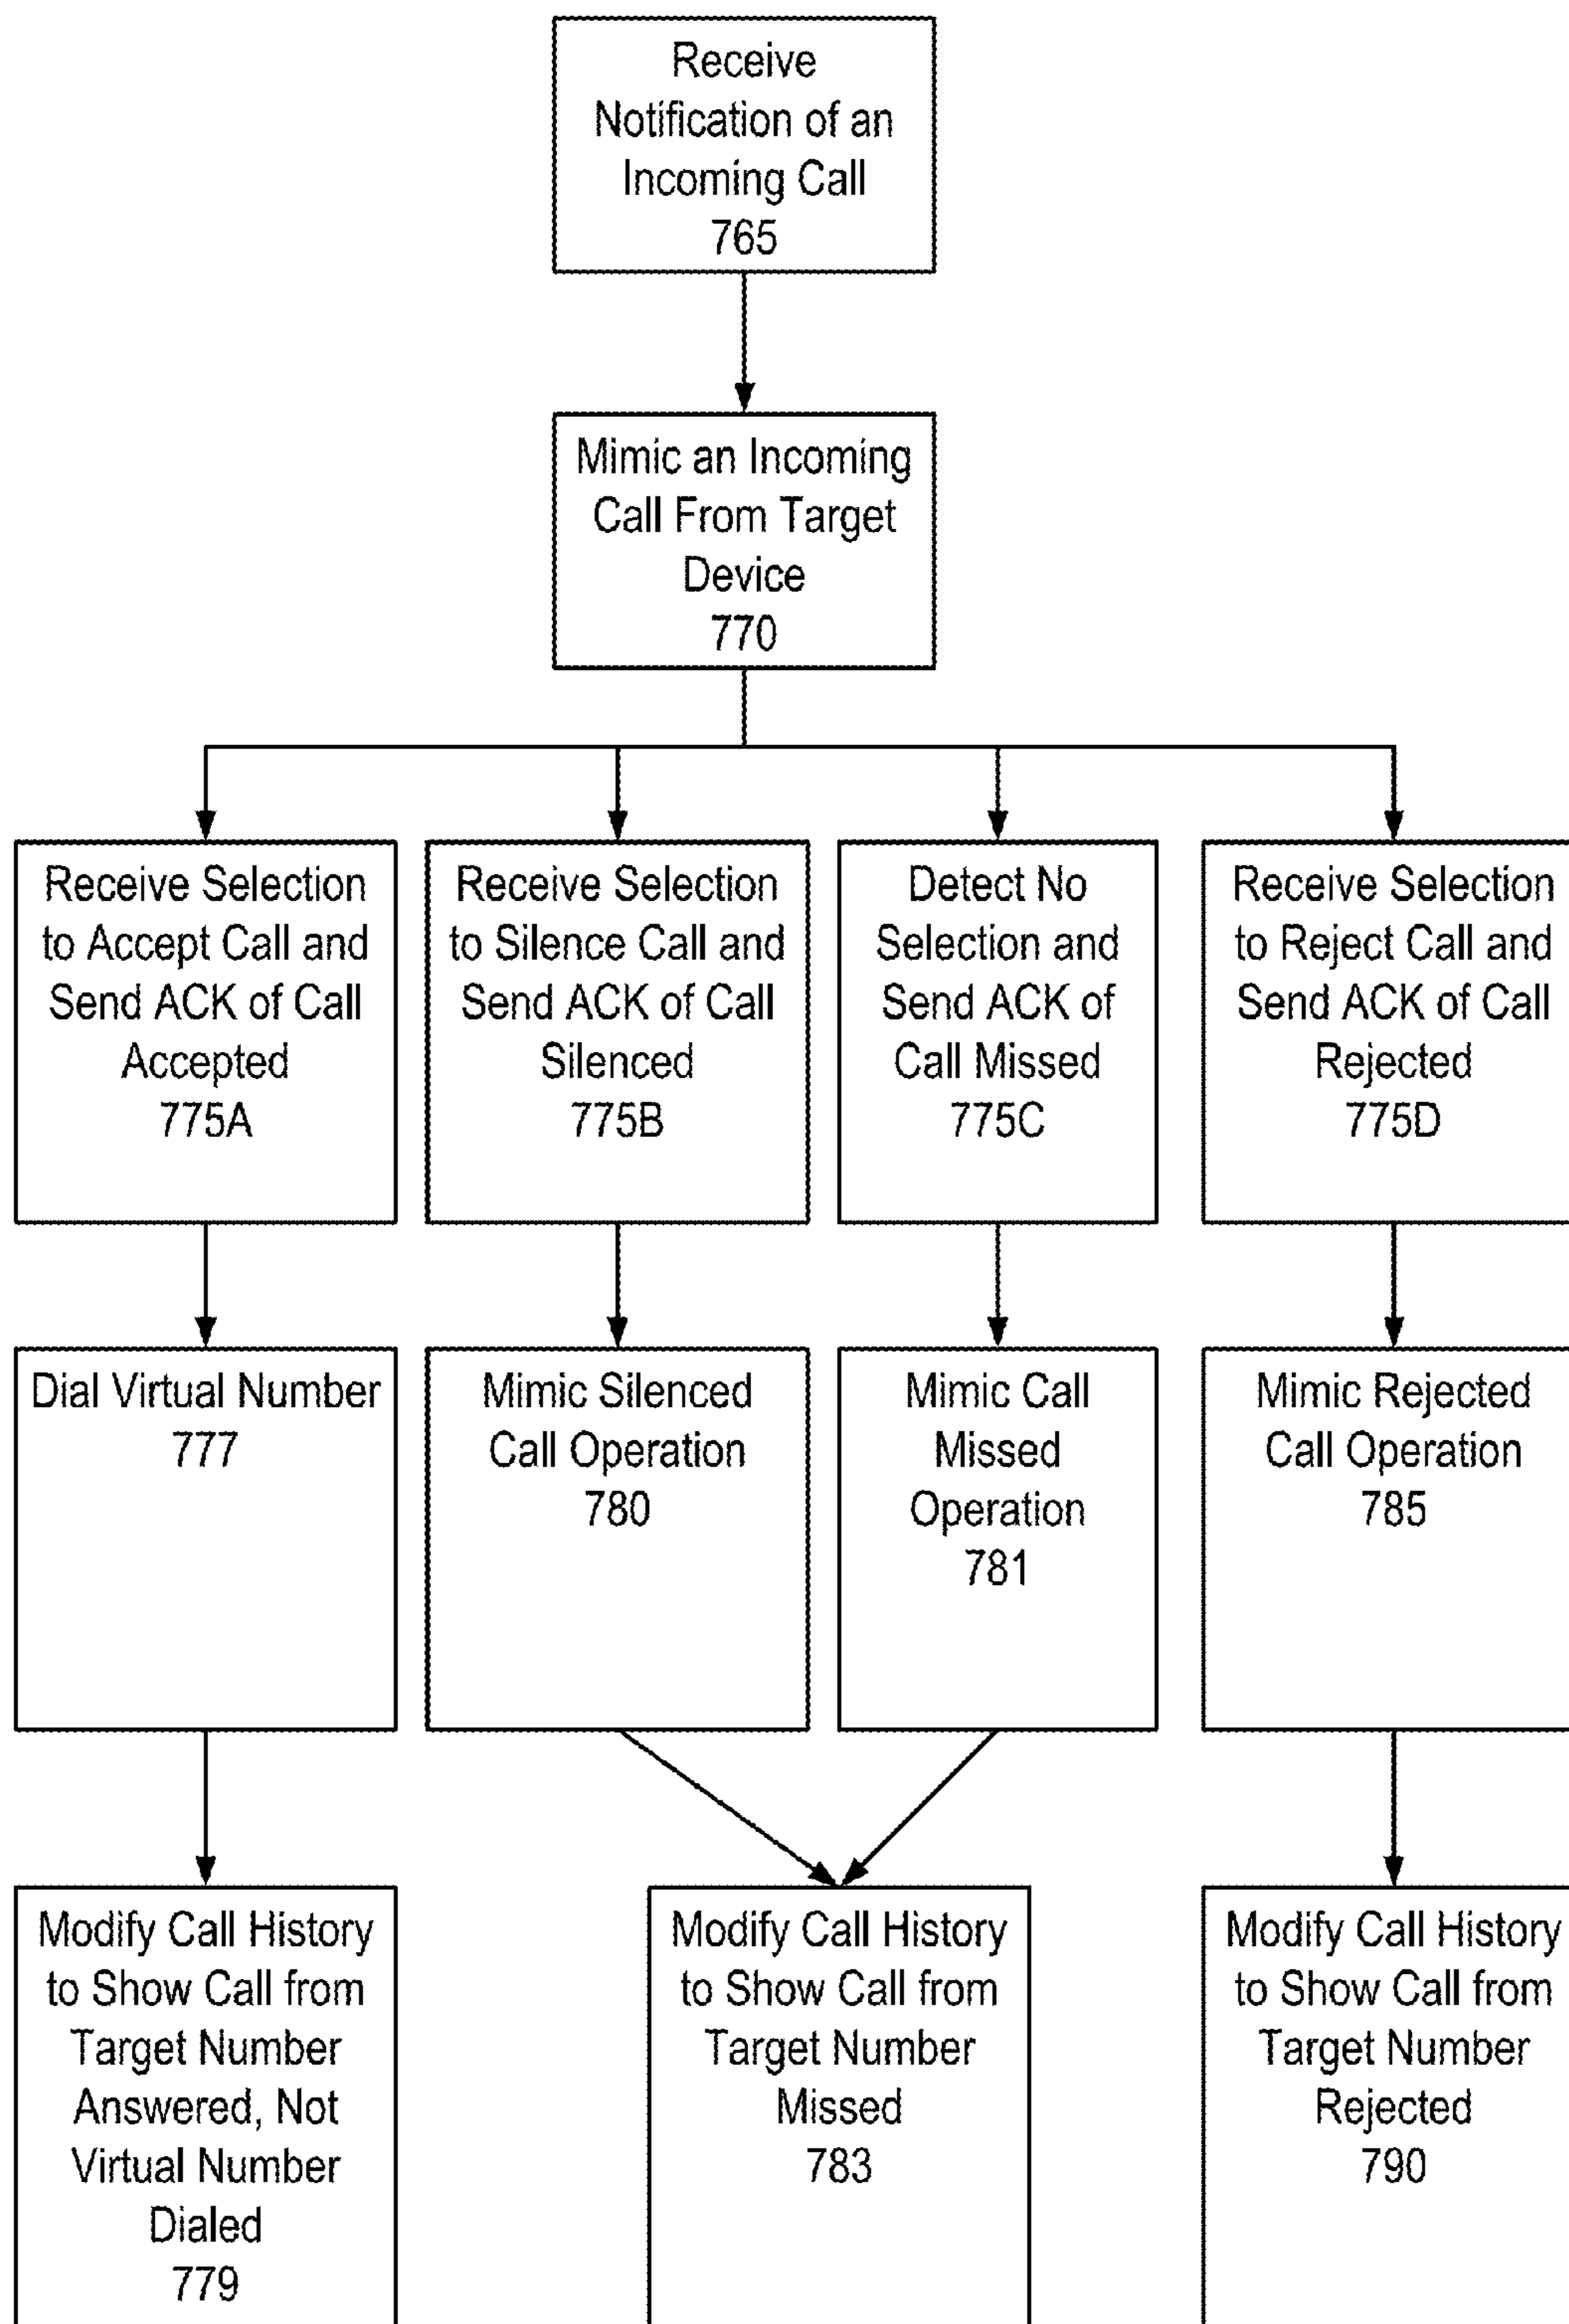 Receive
Notification of an
Incoming Call
765
Mimic an Incoming
Call From Target
Device
770
Receive Selection
to Accept Call and
Send ACK of Call
Accepted
775A
Receive Selection
to Silence Call and
Send ACK of Call
Silenced
775B
Detect No
Selection and
Send ACK of
Call Missed
775C
Receive Selection
to Reject Call and
Send ACK of Call
Rejected
775D
Dial Virtual Number
777
Mimic Silenced
Call Operation
780
Mimic Call
Missed
Operation
781
Mimic Rejected
Call Operation
785
Modify Call History
to Show Call from
Target Number
Answered, Not
Virtual Number
Dialed
779
Modify Call History
to Show Call from
Target Number
Missed
783
Modify Call History
to Show Call from
Target Number
Rejected
790